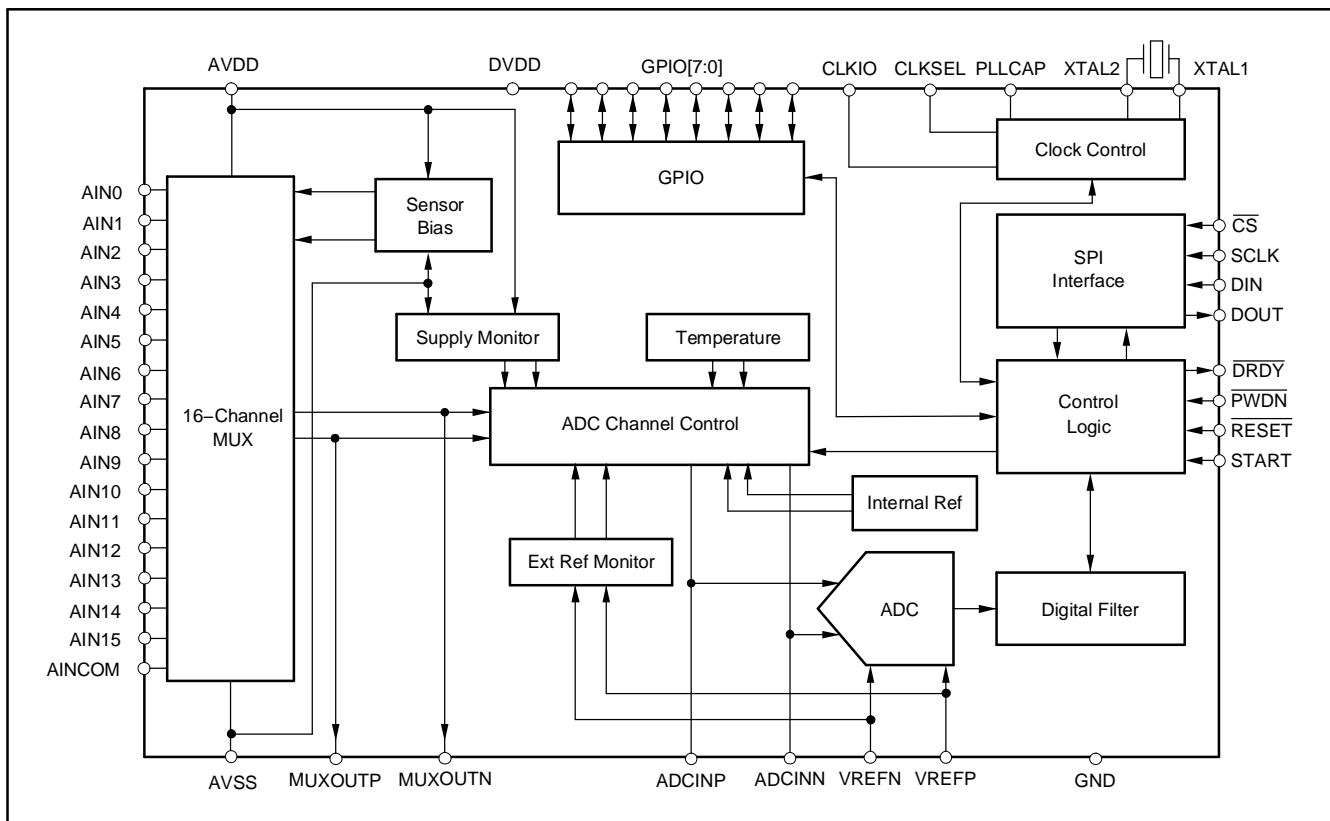 AVDD
DVDD
GPIO[7:0]
CLKIO
CLKSEL
PLLCAP
XTAL2
XTAL1
Clock Control
GPIO
AIN0
AIN1
AIN2
AIN3
AIN4
AIN5
AIN6
AIN7
AIN8
AIN9
AIN10
AIN11
AIN12
AIN13
AIN14
AIN15
AINCOM
16−Channel
MUX
Sensor
Bias
Supply Monitor
Temperature
ADC Channel Control
SPI
Interface
CS
SCLK
DIN
DOUT
Control
Logic
DRDY
PWDN
RESET
START
Internal Ref
Ext Ref Monitor
ADC
Digital Filter
AVSS
MUXOUTP
MUXOUTN
ADCINP
ADCINN
VREFN
VREFP
GND